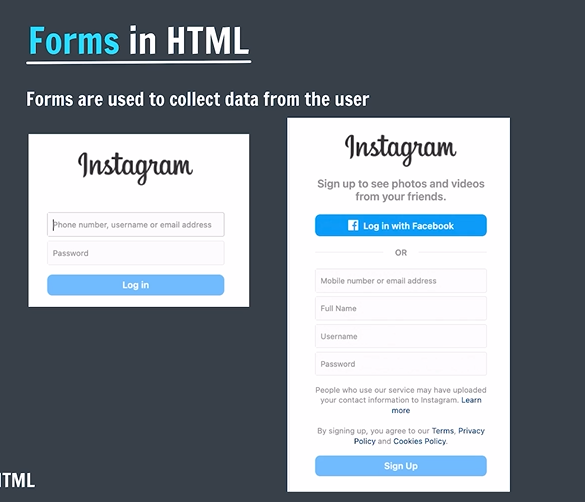 Forms in HTML
Forms are used to collect data from the user
Instagram
Phone number, username or email address
Password
Log in
Instagram
Sign up to see photos and videos
from your friends.
Log in with Facebook
OR
Mobile number or email address
Full Name
Username
Password
People who use our service may have uploaded
your contact information to Instagram. Learn
more
By signing up, you agree to our Terms, Privacy
Policy and Cookies Policy.
Sign Up
HTML